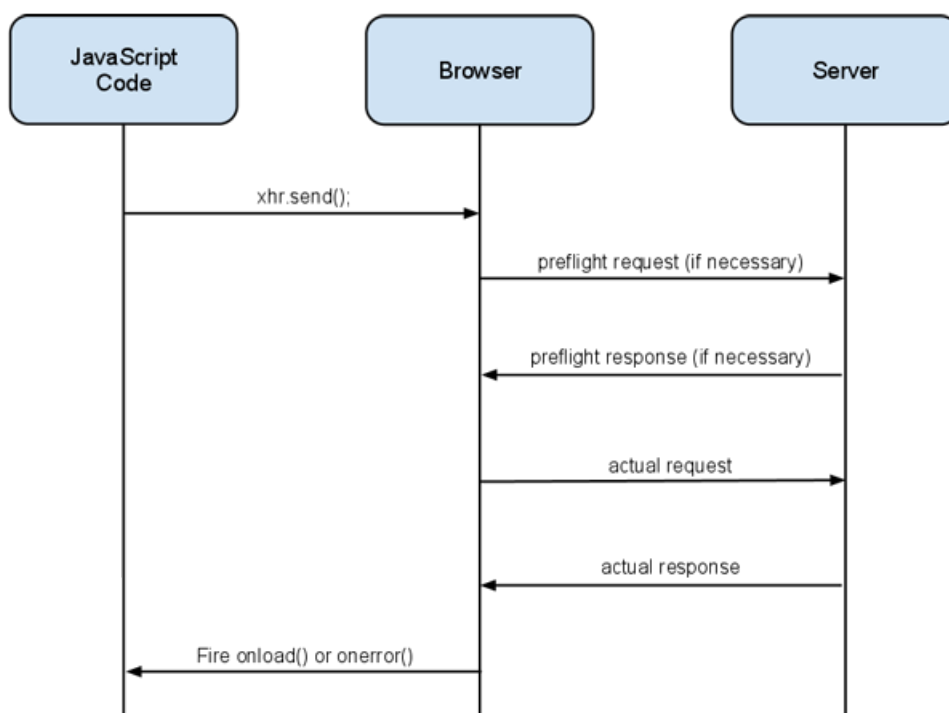 JavaScript
Code
Browser
Server
xhr.send();
preflight request (if necessary)
preflight response (if necessary)
actual request
actual response
Fire onload() or onerror()